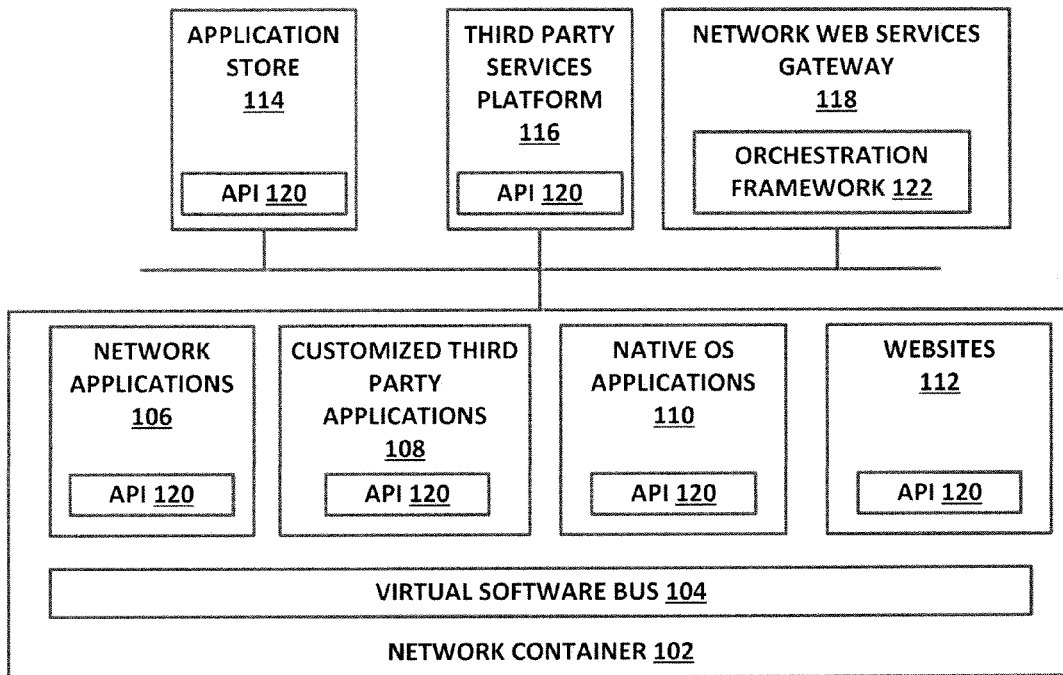 APPLICATION
STORE
114
API 120
THIRD PARTY
SERVICES
PLATFORM
116
API 120
NETWORK WEB SERVICES
GATEWAY
118
ORCHESTRATION
FRAMEWORK 122
NETWORK
APPLICATIONS
106
API 120
CUSTOMIZED THIRD
PARTY
APPLICATIONS
108
API 120
NATIVE OS
APPLICATIONS
110
API 120
WEBSITES
112
API 120
VIRTUAL SOFTWARE BUS 104
NETWORK CONTAINER 102